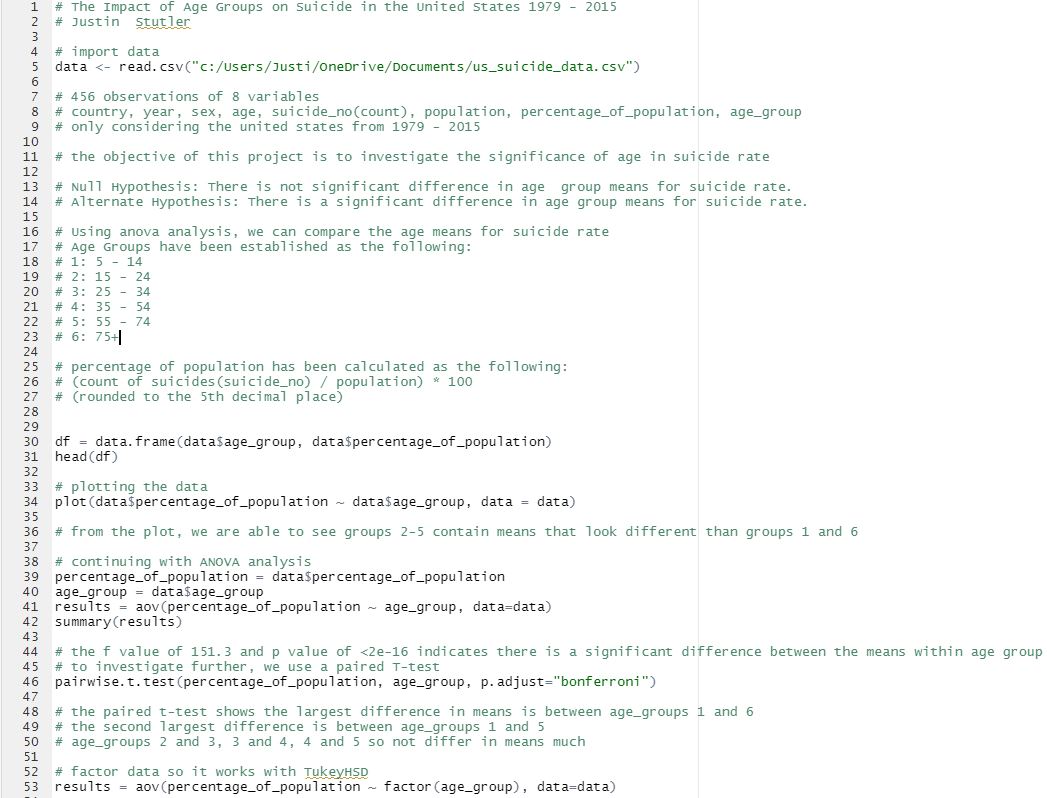 1 # The Impact of Age Groups on Suicide in the United States 1979 - 2015
2 # Justin  Stutler
3
4 # import data
5 data <- read.csv("c:/Users/Justi/OneDrive/Documents/us_suicide_data.csv")
6
7 # 456 observations of 8 variables
8 # country, year, sex, age, suicide_no(count), population, percentage_of_population, age_group
9 # only considering the united states from 1979 - 2015
10
11 # the objective of this project is to investigate the significance of age in suicide rate
12
13 # Null Hypothesis: There is not significant difference in age  group means for suicide rate.
14 # Alternate Hypothesis: There is a significant difference in age group means for suicide rate.
15
16 # Using anova analysis, we can compare the age means for suicide rate
17 # Age Groups have been established as the following:
18 # 1: 5 - 14
19 # 2: 15 - 24
20 # 3: 25 - 34
21 # 4: 35 - 54
22 # 5: 55 - 74
23 # 6: 75+
24
25 # percentage of population has been calculated as the following:
26 # (count of suicides(suicide_no) / population) * 100
27 # (rounded to the 5th decimal place)
28
29
30 df = data.frame(data$age_group, data$percentage_of_population)
31 head(df)
32
33 # plotting the data
34 plot(data$percentage_of_population ~ data$age_group, data = data)
35
36 # from the plot, we are able to see groups 2-5 contain means that look different than groups 1 and 6
37
38 # continuing with ANOVA analysis
39 percentage_of_population = data$percentage_of_population
40 age_group = data$age_group
41 results = aov(percentage_of_population ~ age_group, data=data)
42 summary(results)
43
44 # the f value of 151.3 and p value of <2e-16 indicates there is a significant difference between the means within age group
45 # to investigate further, we use a paired T-test
46 pairwise.t.test(percentage_of_population, age_group, p.adjust="bonferroni")
47
48 # the paired t-test shows the largest difference in means is between age_groups 1 and 6
49 # the second largest difference is between age_groups 1 and 5
50 # age_groups 2 and 3, 3 and 4, 4 and 5 so not differ in means much
51
52 # factor data so it works with TukeyHSD
53 results = aov(percentage_of_population ~ factor(age_group), data=data)